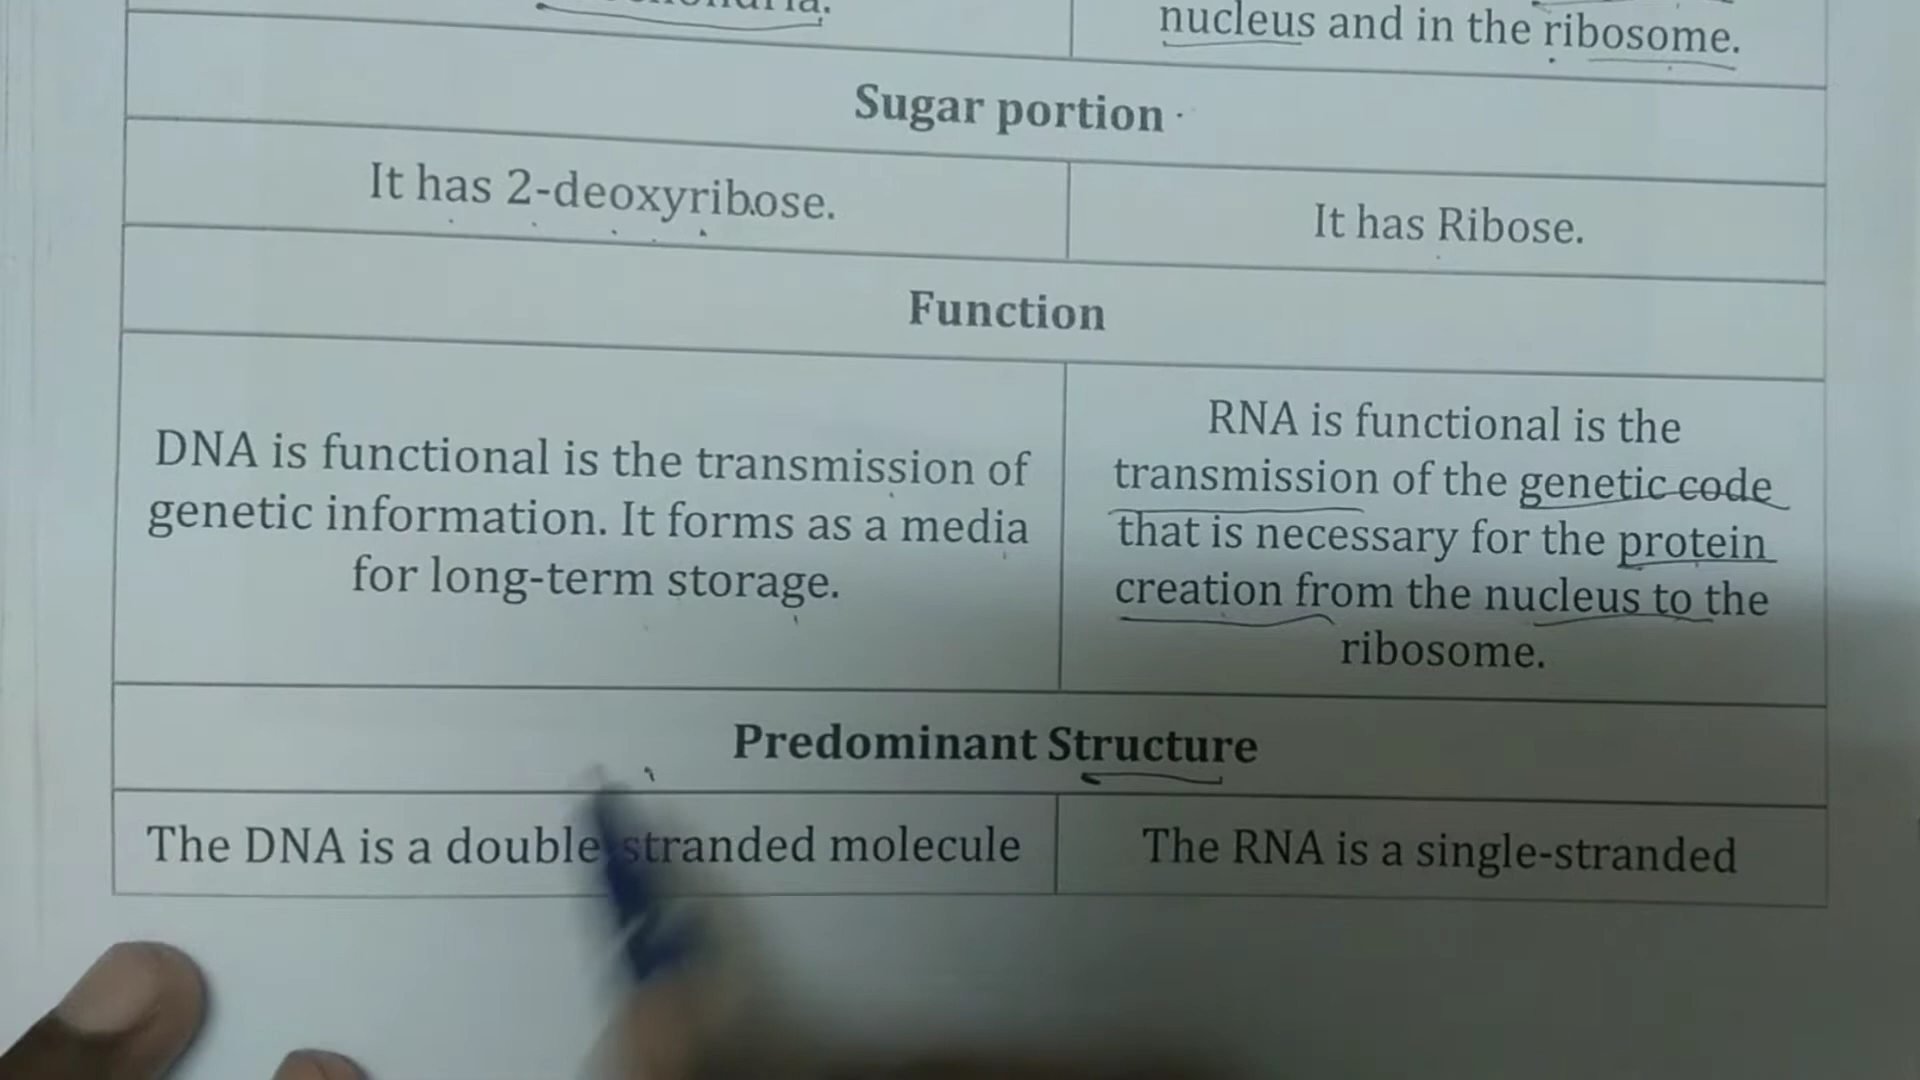 nucleus and in the ribosome.
Sugar portion
It has 2-deoxyribose.
It has Ribose.
Function
DNA is functional is the transmission of
genetic information. It forms as a media
for long-term storage.
RNA is functional is the
transmission of the genetic code
that is necessary for the protein
creation from the nucleus to the
ribosome.
Predominant Structure
The DNA is a double stranded molecule
The RNA is a single-stranded